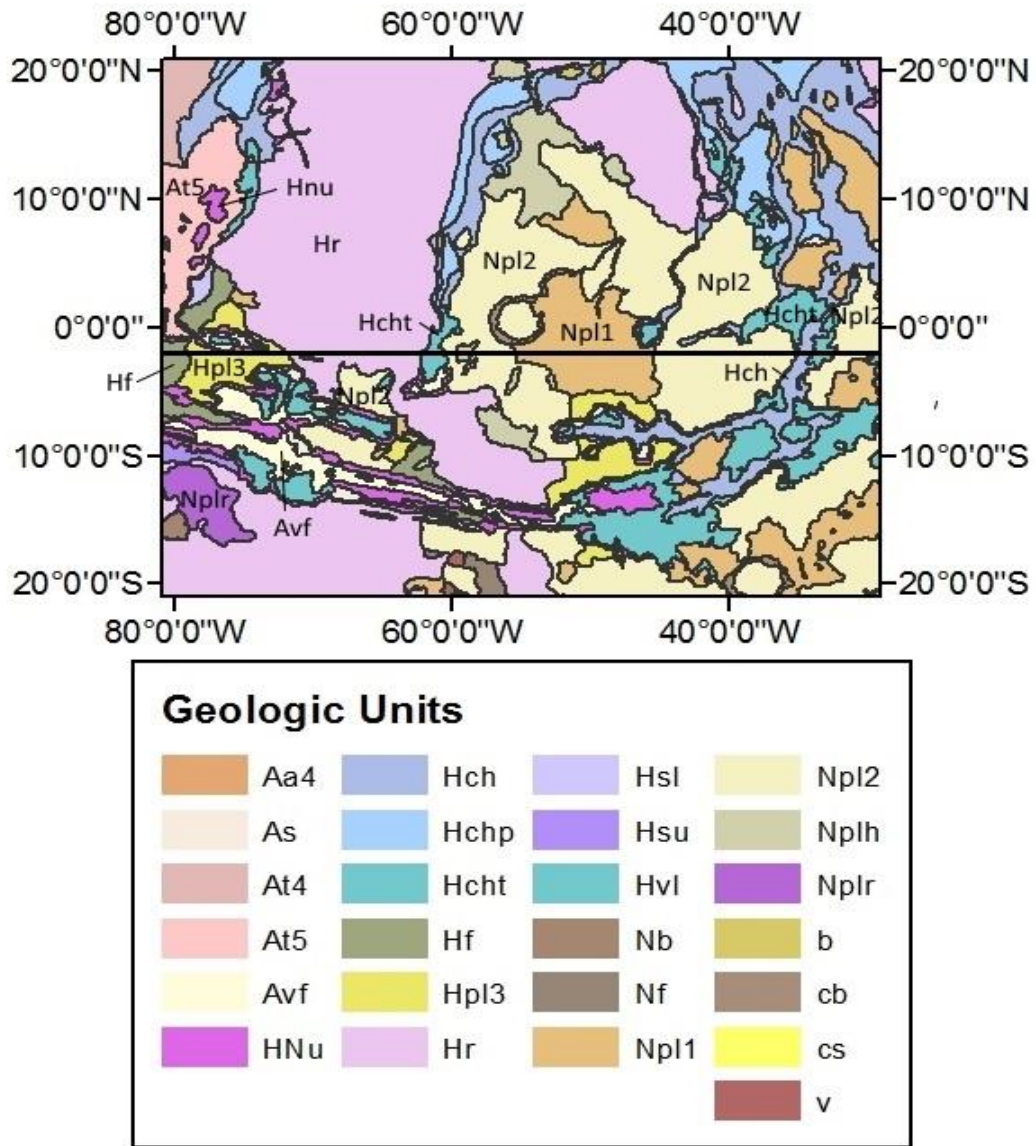 80°0'0"W 60°0'0"W 40°0'0"W
20°0'0"N 20°0'0"N
At5 Hnu
10°0'0"N 10°0'0"N
Hr
Npl2 Npl2
Hcht Npl1 Hcht Npl2
0°0'0" 0°0'0"
Hf Hpl3 Npl2 Hch
10°0'0"S 10°0'0"S
Nplr
Avf
20°0'0"S 20°0'0"S
80°0'0"W 60°0'0"W 40°0'0"W
Geologic Units
Aa4 Hch Hsl Npl2
As Hchp Hsu Nplh
At4 Hcht Hvl Nplr
At5 Hf Nb b
Avf Hpl3 Nf cb
HNu Hr Npl1 cs
v